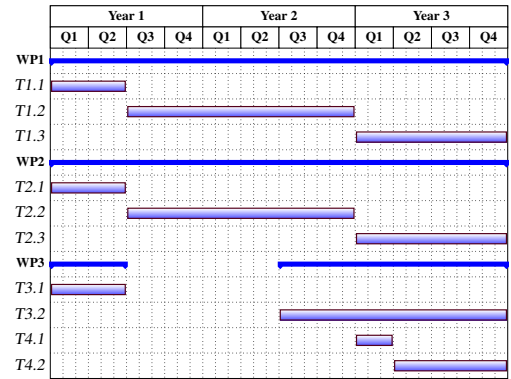 Year 1 Year 2 Year 3
Q1 Q2 Q3 Q4 Q1 Q2 Q3 Q4 Q1 Q2 Q3 Q4
WP1
T1.1
T1.2
T1.3
WP2
T2.1
T2.2
T2.3
WP3
T3.1
T3.2
T4.1
T4.2